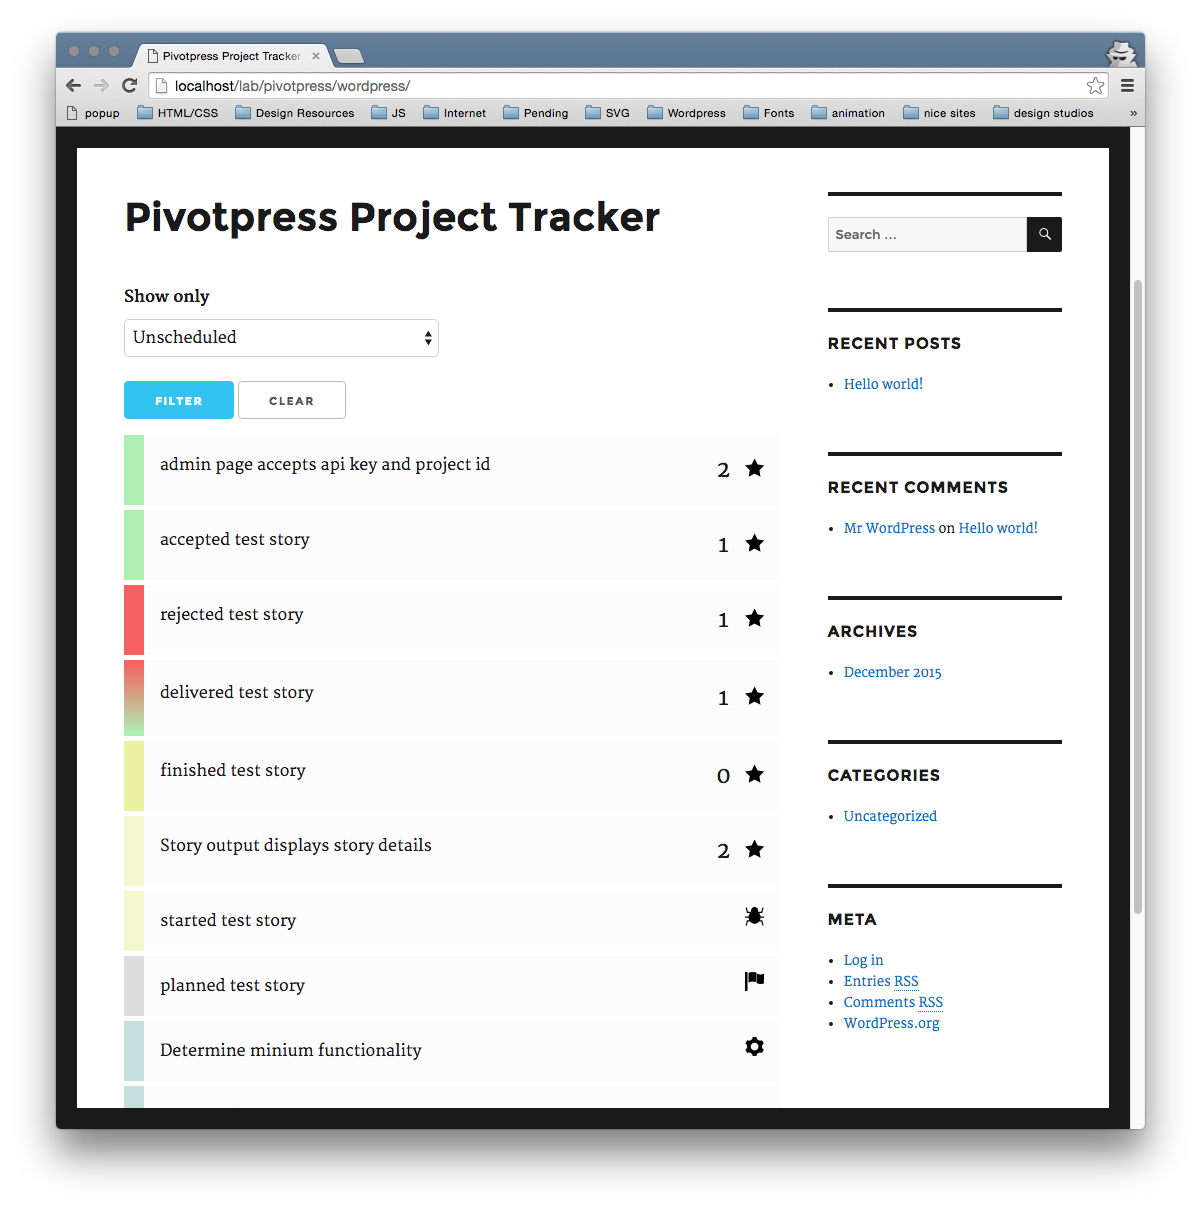 Pivotpress Project Tracker
localhost/lab/pivotpress/wordpress/
popup HTML/CSS Design Resources JS Internet Pending SVG Wordpress Fonts animation nice sites design studios »
Pivotpress Project Tracker
Show only
Unscheduled
FILTER CLEAR
admin page accepts api key and project id 2
accepted test story 1
rejected test story 1
delivered test story 1
finished test story 0
Story output displays story details 2
started test story
planned test story
Determine minium functionality
Search ...
RECENT POSTS
Hello world!
RECENT COMMENTS
Mr WordPress on Hello world!
ARCHIVES
December 2015
CATEGORIES
Uncategorized
META
Log in
Entries RSS
Comments RSS
WordPress.org